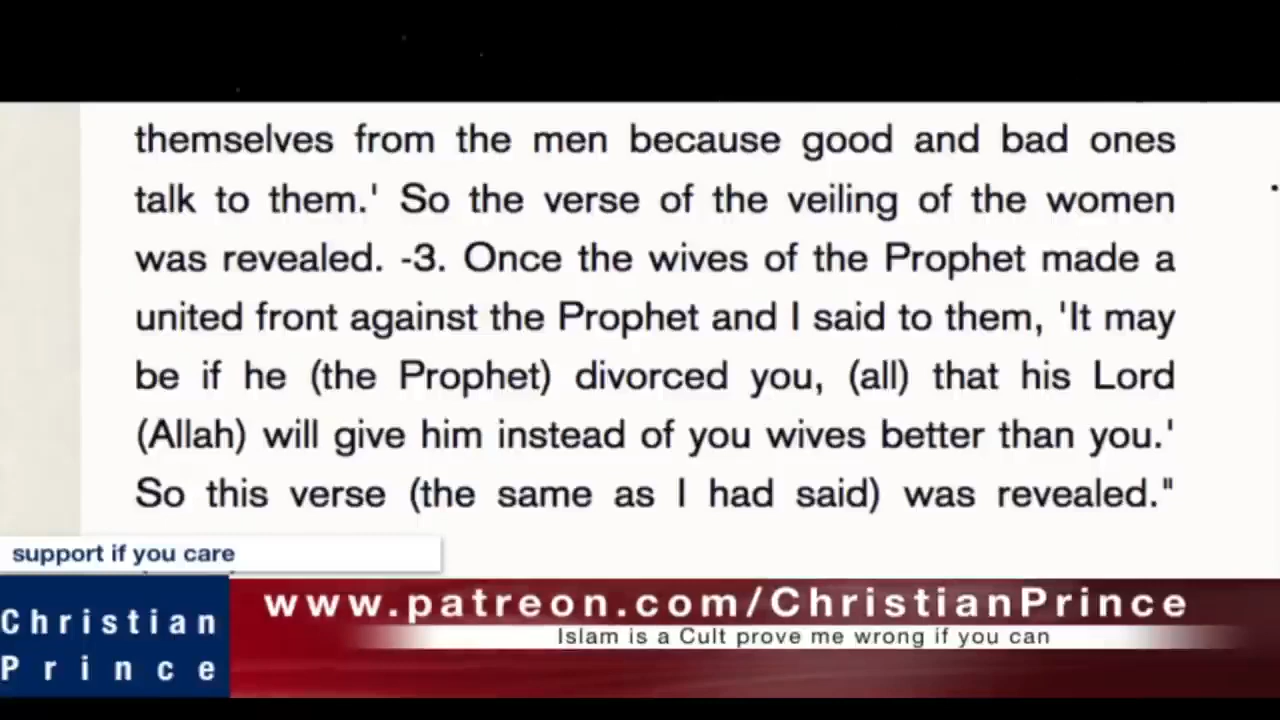 themselves from the men because good and bad ones
talk to them.' So the verse of the veiling of the women
was revealed. -3. Once the wives of the Prophet made a
united front against the Prophet and I said to them, 'It may
be if he (the Prophet) divorced you, (all) that his Lord
(Allah) will give him instead of you wives better than you.'
So this verse (the same as I had said) was revealed."
support if you care
Christian
Prince
www.patreon.com/ChristianPrince
Islam is a Cult prove me wrong if you can